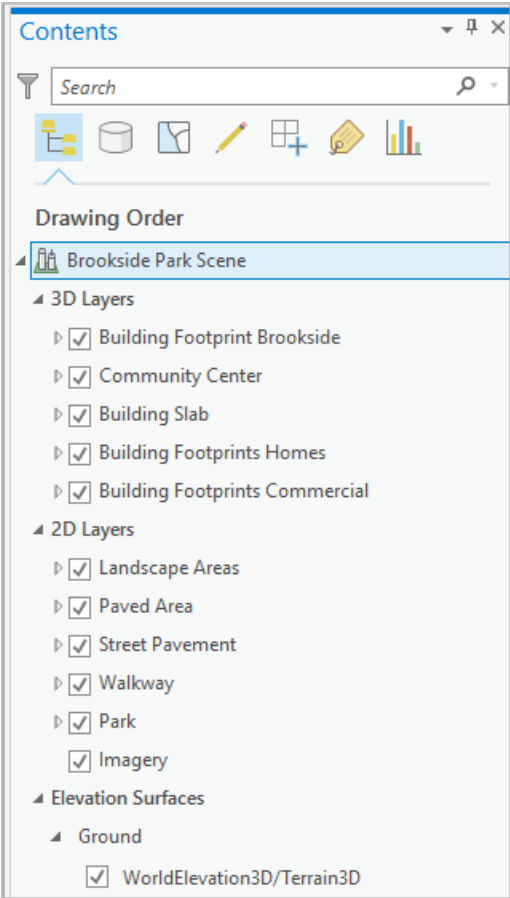 Contents
Search
Drawing Order
Brookside Park Scene
3D Layers
Building Footprint Brookside
Community Center
Building Slab
Building Footprints Homes
Building Footprints Commercial
2D Layers
Landscape Areas
Paved Area
Street Pavement
Walkway
Park
Imagery
Elevation Surfaces
Ground
WorldElevation3D/Terrain3D